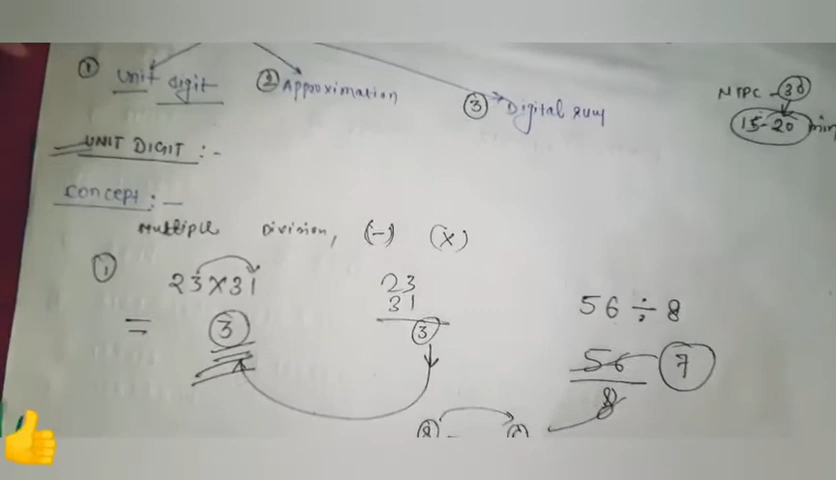 ① Unit digit ② Approximation ③ Digital sum
NTPC - 30
15-20 min
UNIT DIGIT :-
Concept :-
Multiple Division, (-) (×)
① 23×31 23 56 ÷ 8
31
= 3 3 56 7
8